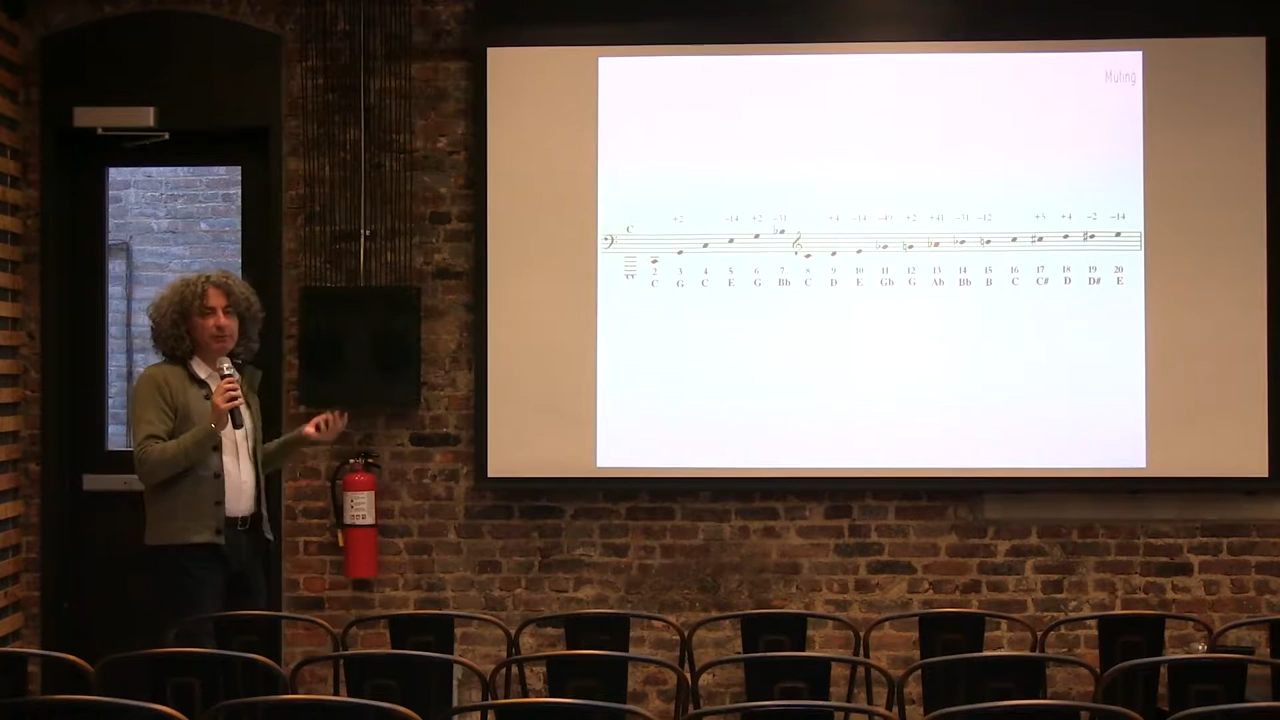 Muting
C
+2 -14 +2 -31 +4 -14 -49 +2 +41 -31 -12 +5 +4 -2 -14
2 3 4 5 6 7 8 9 10 11 12 13 14 15 16 17 18 19 20
C G C E G Bb C D E Gb G Ab Bb B C C# D D# E